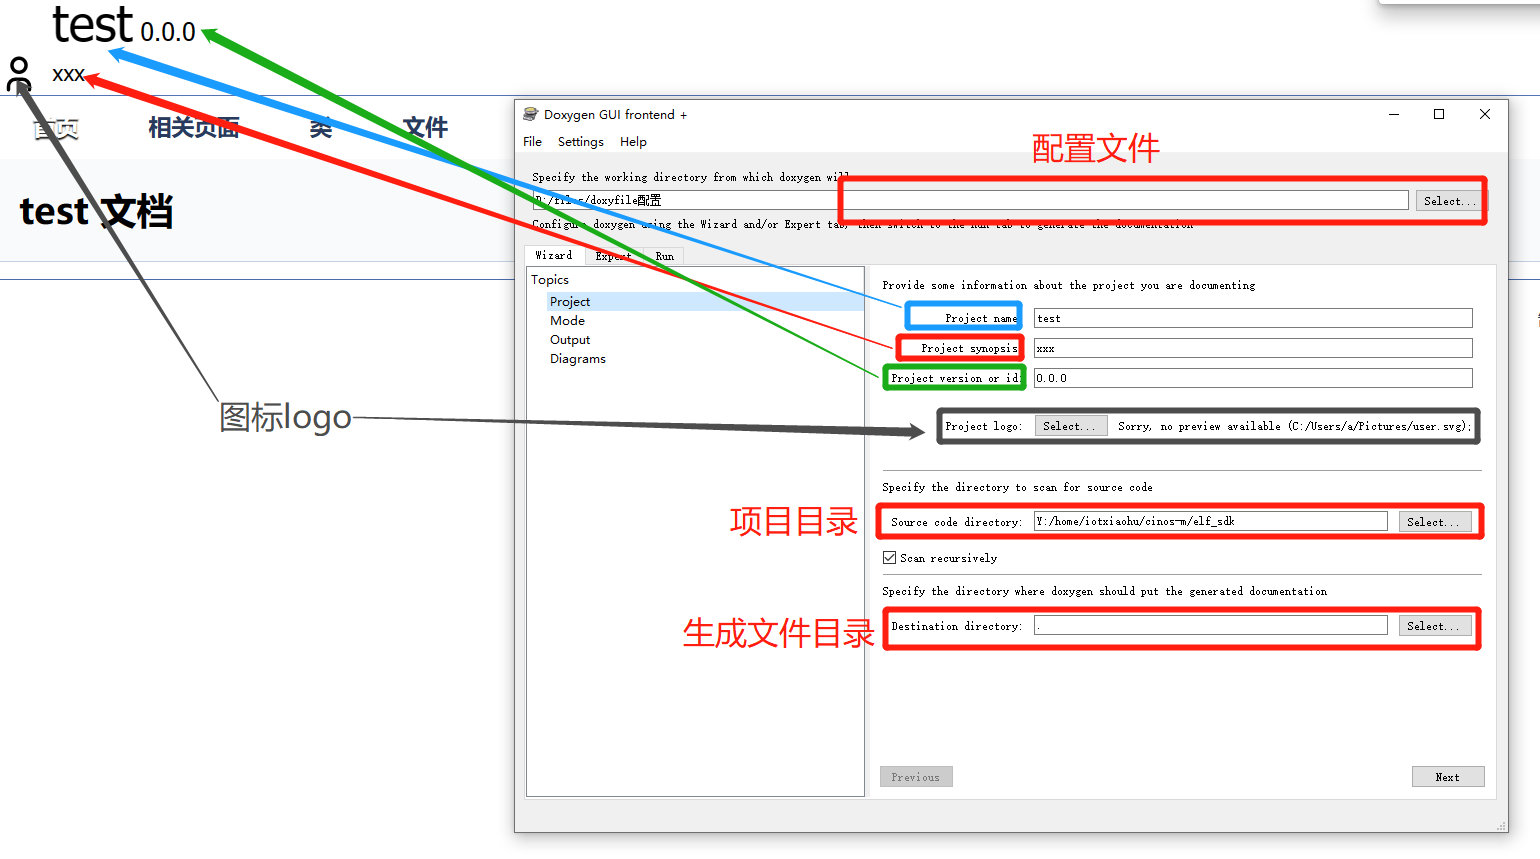 test 0.0.0
xxx
首页 相关页面 类 文件
test 文档
图标logo
Doxygen GUI frontend +
File Settings Help
配置文件
Specify the working directory from which doxygen will
D:/files/doxyfile配置
Select...
Configure doxygen using the Wizard and/or Expert tab, then switch to the Run tab to generate the documentation
Wizard Expert Run
Topics
Project
Mode
Output
Diagrams
Provide some information about the project you are documenting
Project name test
Project synopsis xxx
Project version or id: 0.0.0
Project logo: Select... Sorry, no preview available (C:/Users/a/Pictures/user.svg);
Specify the directory to scan for source code
项目目录
Source code directory: Y:/home/iotxiaohu/cinos-m/elf_sdk Select...
Scan recursively
Specify the directory where doxygen should put the generated documentation
生成文件目录
Destination directory: . Select...
Previous Next